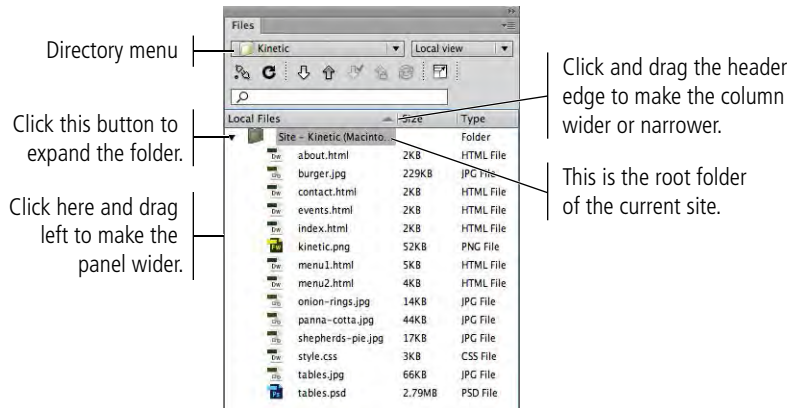 Files
Directory menu
Kinetic
Local view
Click and drag the header
edge to make the column
wider or narrower.
Local Files Size Type
Click this button to
expand the folder.
Site – Kinetic (Macinto... Folder
This is the root folder
of the current site.
Click here and drag
left to make the
panel wider.
about.html 2KB HTML File
burger.jpg 229KB JPG File
contact.html 2KB HTML File
events.html 2KB HTML File
index.html 2KB HTML File
kinetic.png 52KB PNG File
menu1.html 5KB HTML File
menu2.html 4KB HTML File
onion-rings.jpg 14KB JPG File
panna-cotta.jpg 44KB JPG File
shepherds-pie.jpg 17KB JPG File
style.css 3KB CSS File
tables.jpg 66KB JPG File
tables.psd 2.79MB PSD File